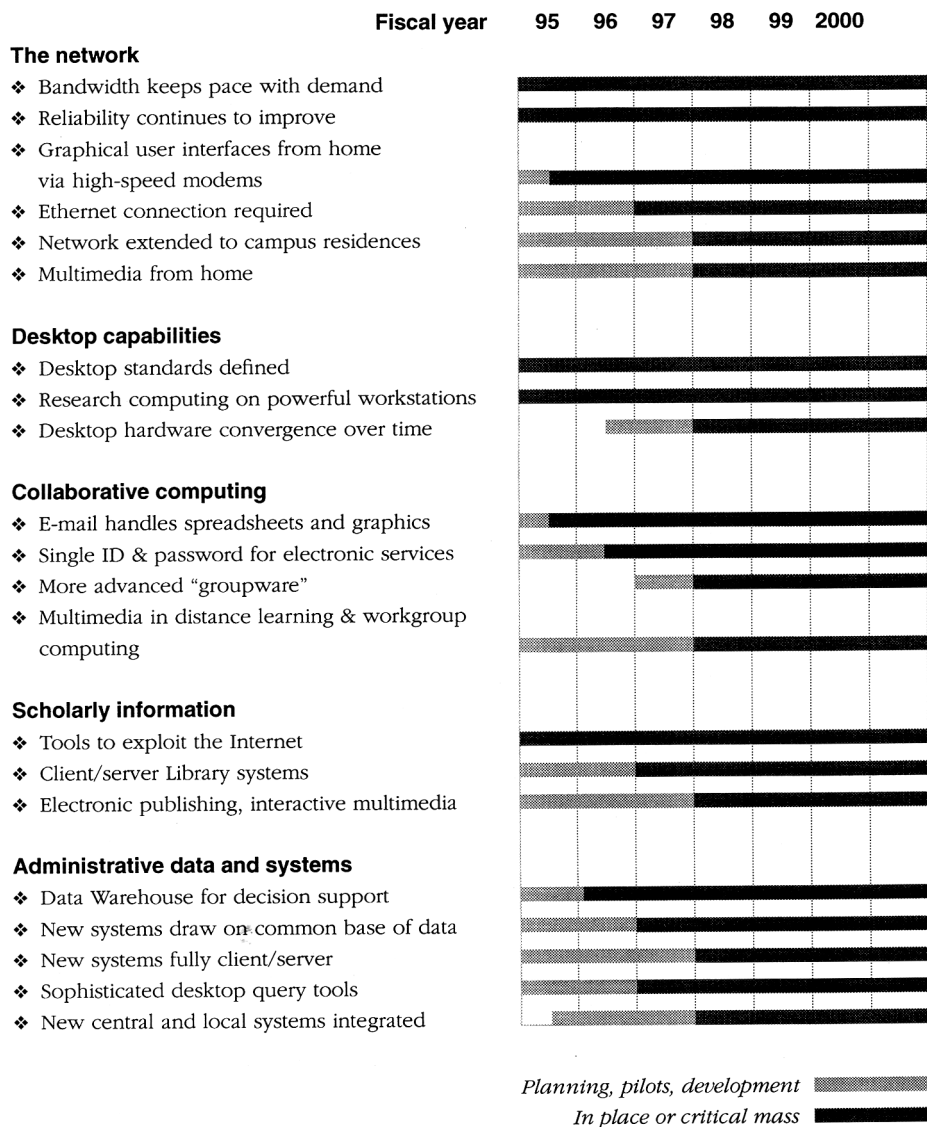 Fiscal year 95 96 97 98 99 2000
The network
❖ Bandwidth keeps pace with demand
❖ Reliability continues to improve
❖ Graphical user interfaces from home
via high-speed modems
❖ Ethernet connection required
❖ Network extended to campus residences
❖ Multimedia from home
Desktop capabilities
❖ Desktop standards defined
❖ Research computing on powerful workstations
❖ Desktop hardware convergence over time
Collaborative computing
❖ E-mail handles spreadsheets and graphics
❖ Single ID & password for electronic services
❖ More advanced “groupware”
❖ Multimedia in distance learning & workgroup
computing
Scholarly information
❖ Tools to exploit the Internet
❖ Client/server Library systems
❖ Electronic publishing, interactive multimedia
Administrative data and systems
❖ Data Warehouse for decision support
❖ New systems draw on common base of data
❖ New systems fully client/server
❖ Sophisticated desktop query tools
❖ New central and local systems integrated
Planning, pilots, development
In place or critical mass